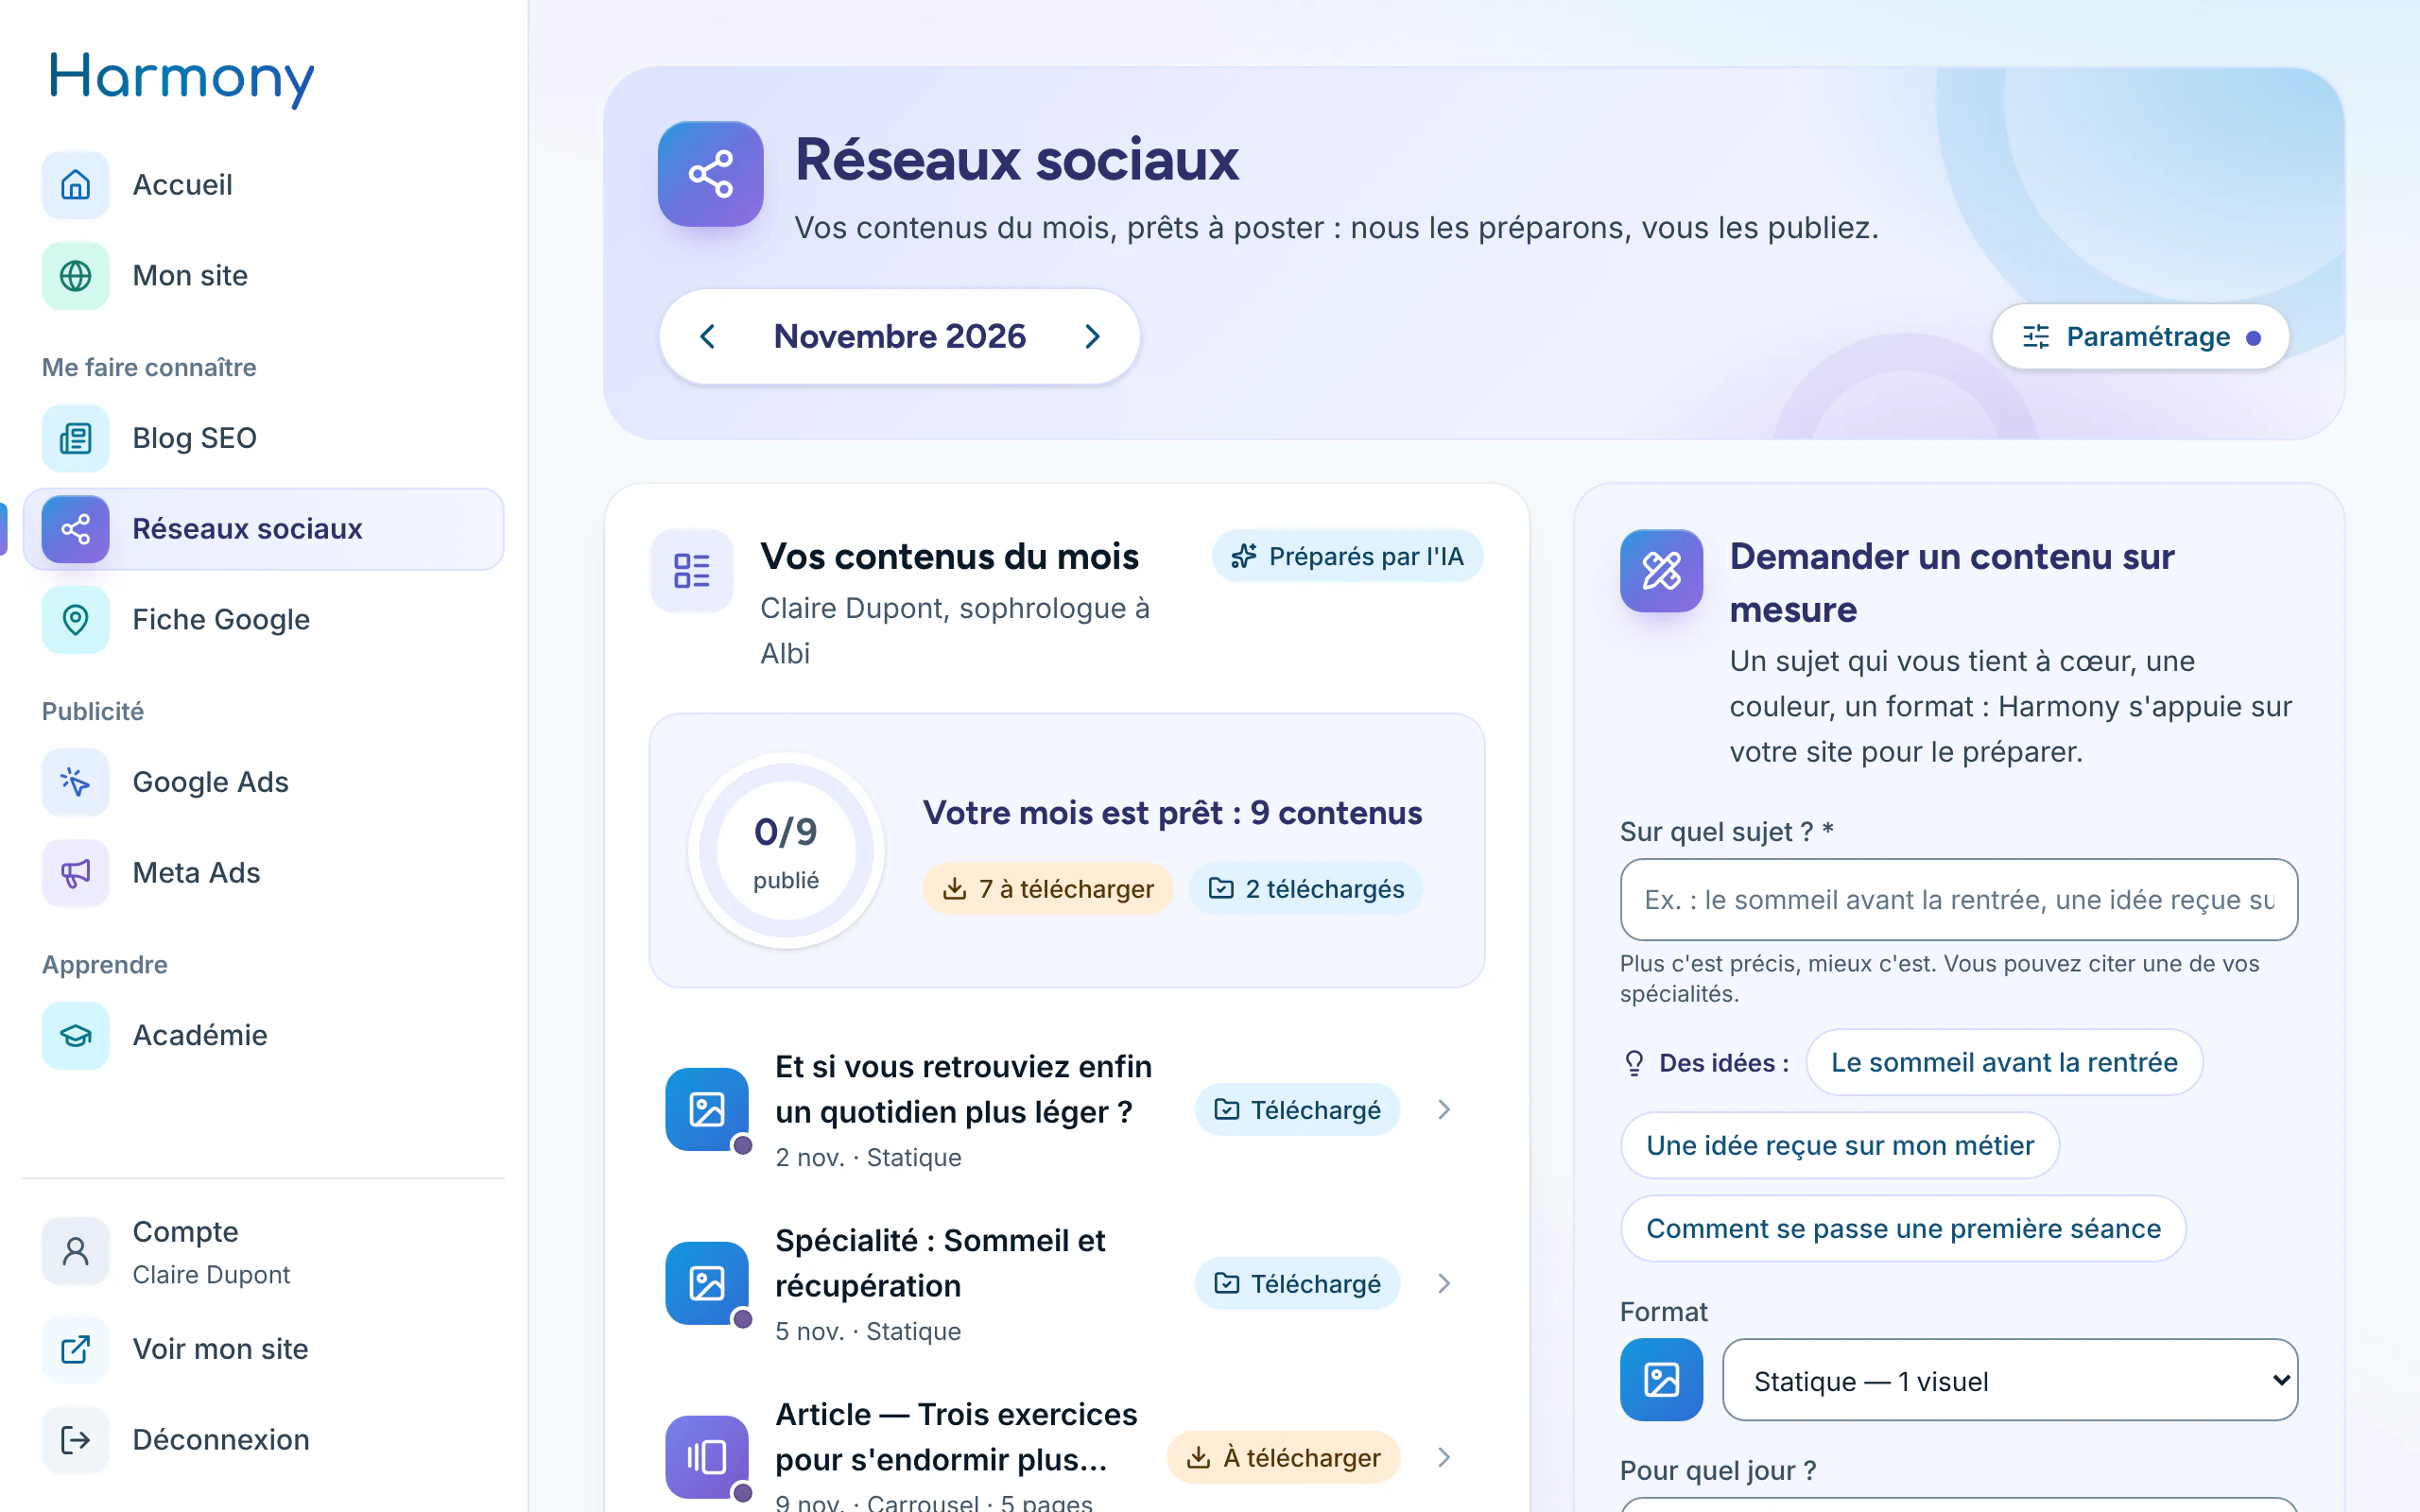 Harmony
Accueil
Mon site
Me faire connaître
Blog SEO
Réseaux sociaux
Fiche Google
Publicité
Google Ads
Meta Ads
Apprendre
Académie
Compte
Claire Dupont
Voir mon site
Déconnexion
Réseaux sociaux
Vos contenus du mois, prêts à poster : nous les préparons, vous les publiez.
Novembre 2026
Paramétrage
Vos contenus du mois
Préparés par l'IA
Claire Dupont, sophrologue à
Albi
0/9
publié
Votre mois est prêt : 9 contenus
7 à télécharger
2 téléchargés
Et si vous retrouviez enfin
un quotidien plus léger ?
2 nov. · Statique
Téléchargé
Spécialité : Sommeil et
récupération
5 nov. · Statique
Téléchargé
Article — Trois exercices
pour s'endormir plus...
9 nov. · Carrousel · 5 pages
À télécharger
Demander un contenu sur
mesure
Un sujet qui vous tient à cœur, une
couleur, un format : Harmony s'appuie sur
votre site pour le préparer.
Sur quel sujet ? *
Ex. : le sommeil avant la rentrée, une idée reçue su
Plus c'est précis, mieux c'est. Vous pouvez citer une de vos
spécialités.
Des idées :
Le sommeil avant la rentrée
Une idée reçue sur mon métier
Comment se passe une première séance
Format
Statique — 1 visuel
Pour quel jour ?